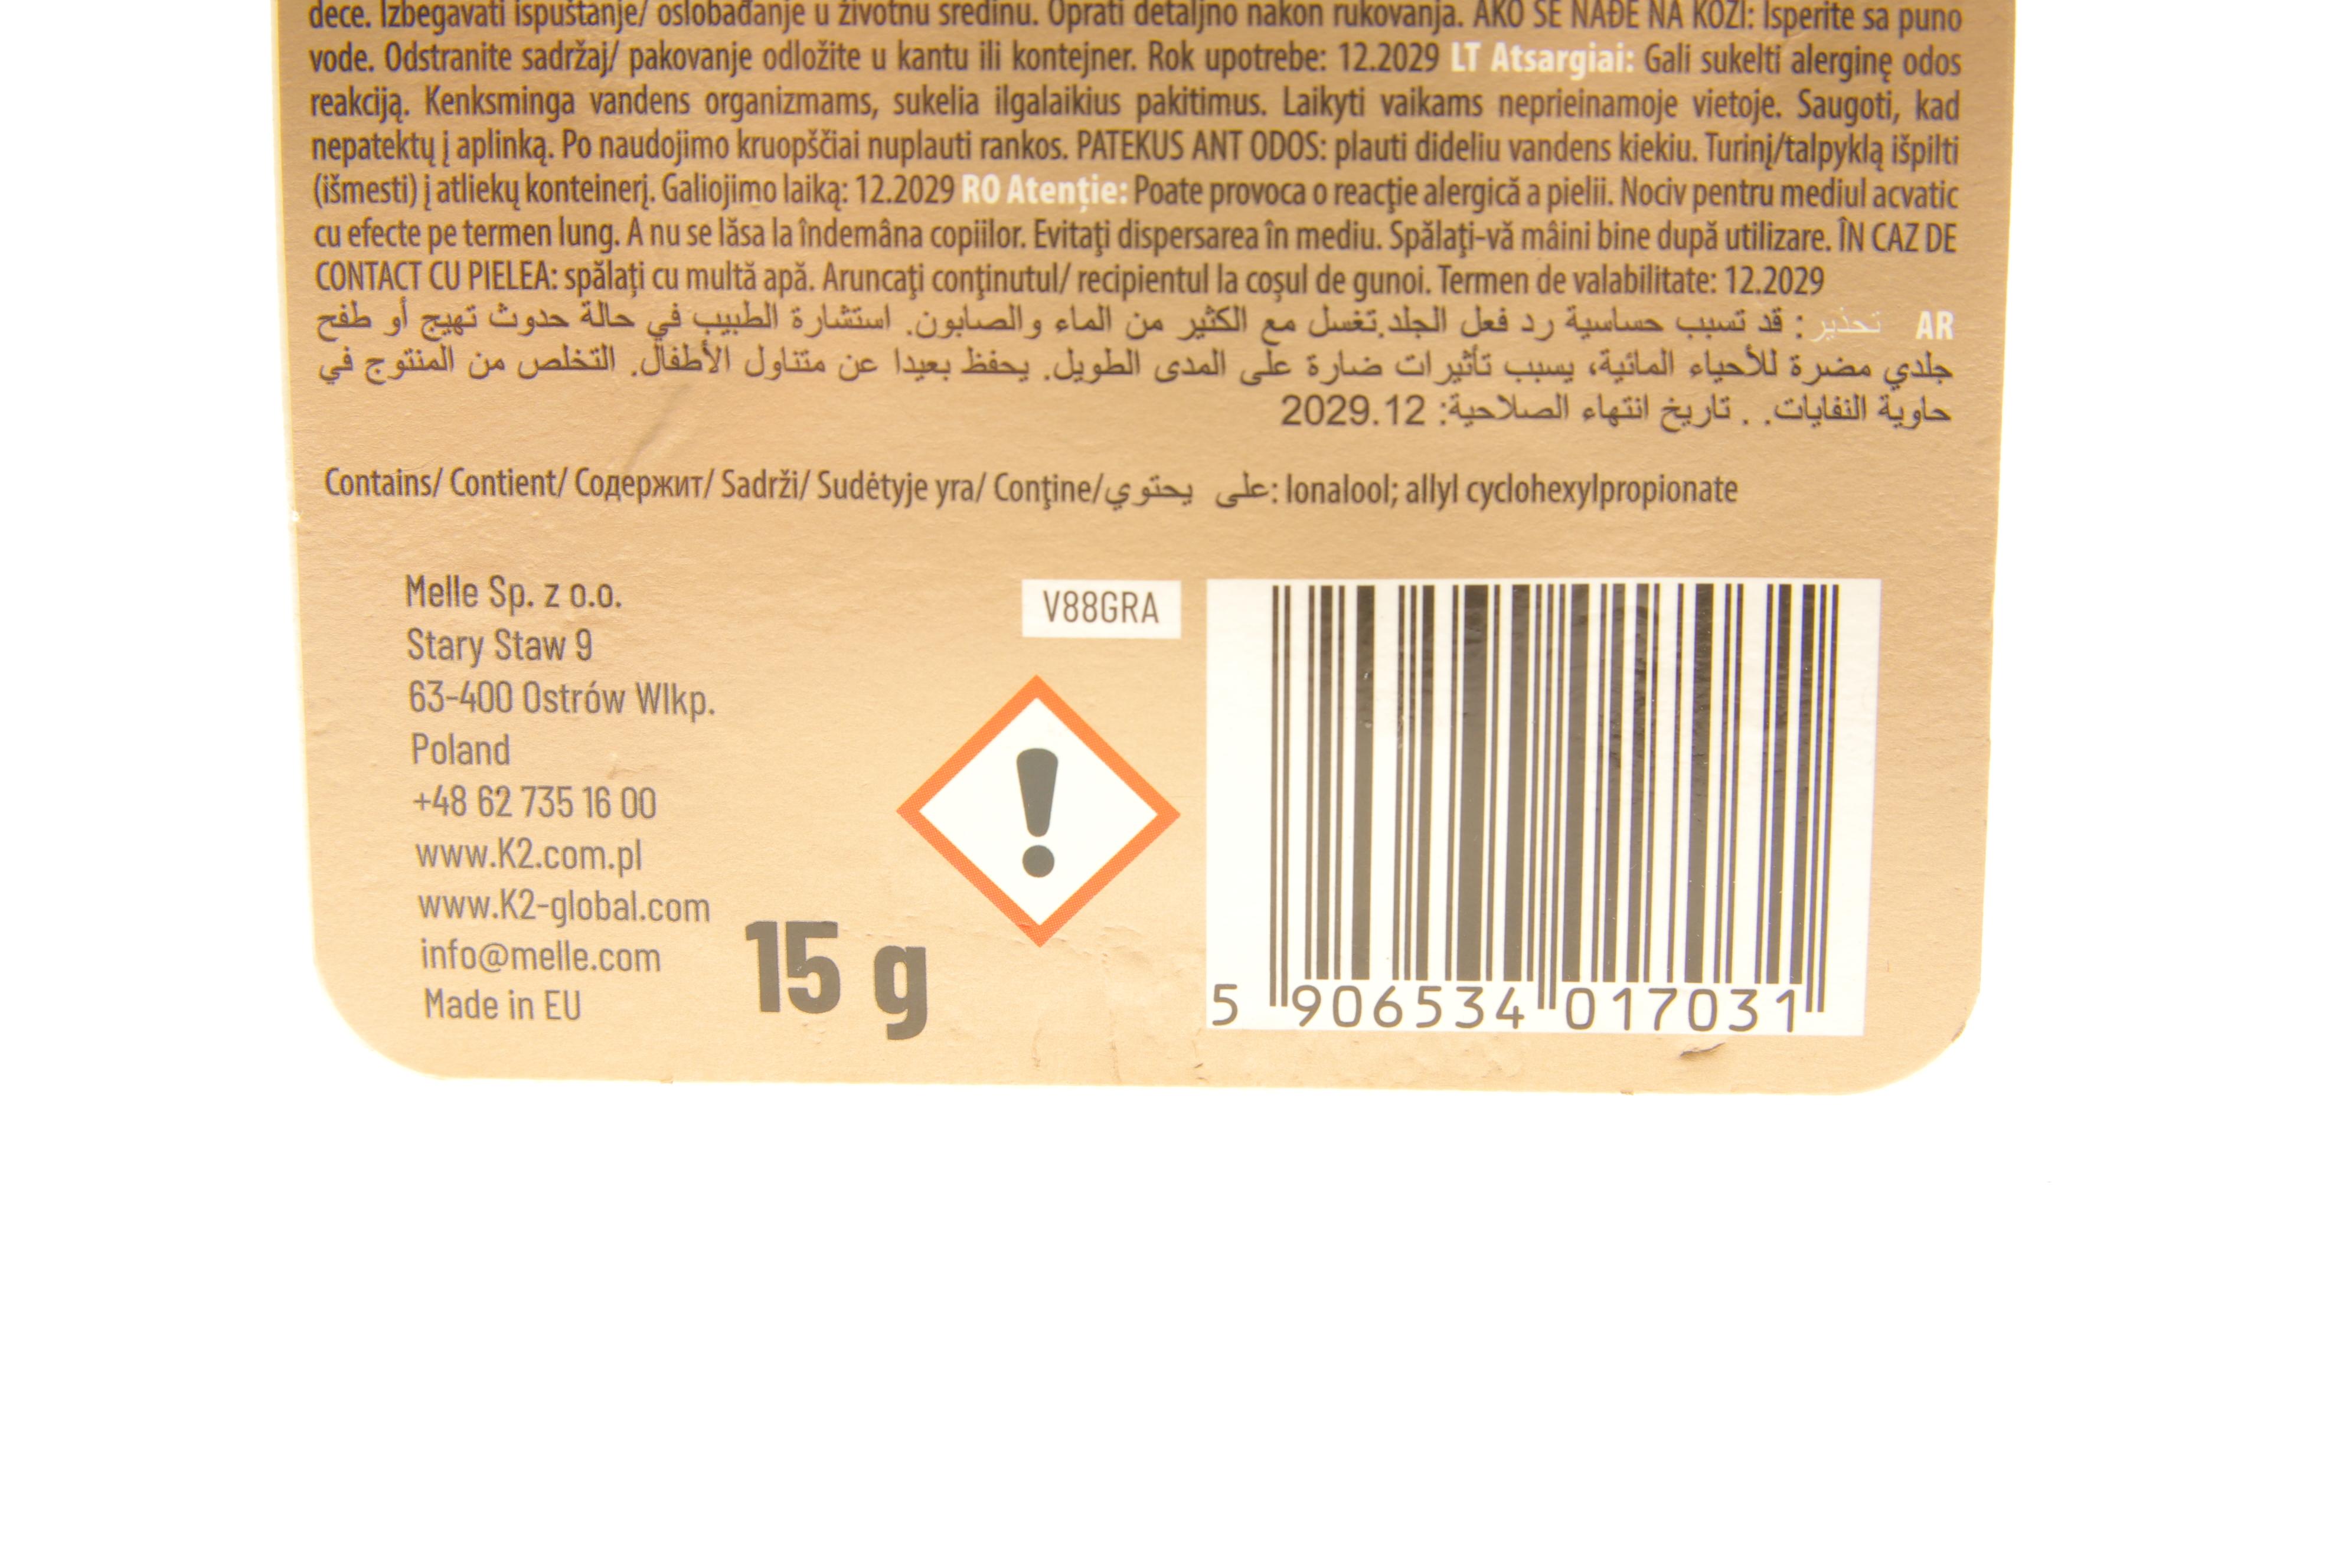 dece. Izbegavati ispuštanje/ oslobađanje u životnu sredinu. Oprati detaljno nakon rukovanja. AKO SE NAĐE NA KOŽI: Isperite sa puno
vode. Odstranite sadržaj/ pakovanje odložite u kantu ili kontejner. Rok upotrebe: 12.2029 LT Atsargiai: Gali sukelti alerginę odos
reakciją. Kenksminga vandens organizmams, sukelia ilgalaikius pakitimus. Laikyti vaikams neprieinamoje vietoje. Saugoti, kad
nepatektų į aplinką. Po naudojimo kruopščiai nuplauti rankos. PATEKUS ANT ODOS: plauti dideliu vandens kiekiu. Turinį/talpyklą išpilti
(išmesti) į atliekų konteinerį. Galiojimo laiką: 12.2029 RO Atenție: Poate provoca o reacţie alergică a pielii. Nociv pentru mediul acvatic
cu efecte pe termen lung. A nu se lăsa la îndemâna copiilor. Evitaţi dispersarea în mediu. Spălaţi-vă mâini bine după utilizare. ÎN CAZ DE
CONTACT CU PIELEA: spălaţi cu multă apă. Aruncaţi conţinutul/ recipientul la coșul de gunoi. Termen de valabilitate: 12.2029
AR تحذير : قد تسبب حساسية رد فعل الجلد.تغسل مع الكثير من الماء والصابون. استشارة الطبيب في حالة حدوث تهيج أو طفح
جلدي مضرة للأحياء المائية، يسبب تأثيرات ضارة على المدى الطويل. يحفظ بعيدا عن متناول الأطفال. التخلص من المنتوج في
حاوية النفايات. . تاريخ انتهاء الصلاحية: 2029.12
Contains/ Contient/ Содержит/ Sadrži/ Sudėtyje yra/ Conţine/يحتوي على: lonalool; allyl cyclohexylpropionate
Melle Sp. z o.o.
Stary Staw 9
63-400 Ostrów Wlkp.
Poland
+48 62 735 16 00
www.K2.com.pl
www.K2-global.com
info@melle.com
Made in EU
15 g
V88GRA
5 906534 017031